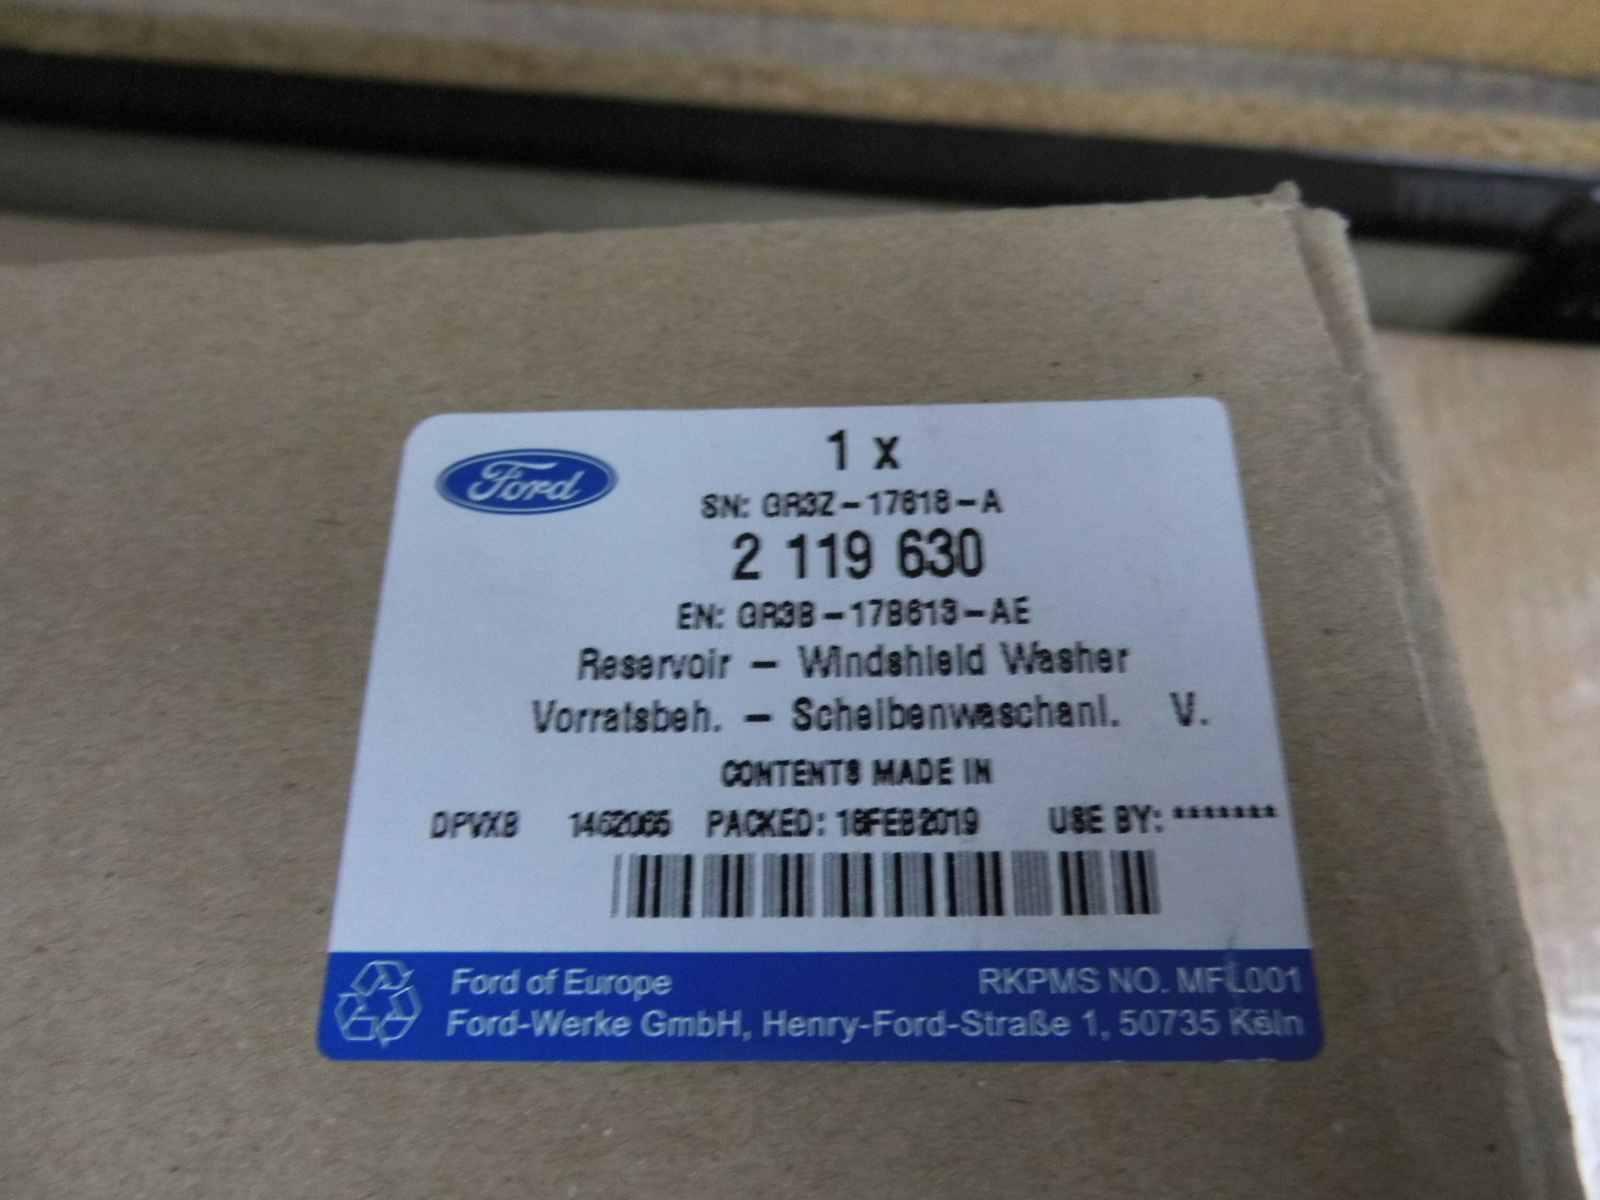 Ford
1 x
SN: GR3Z-17618-A
2 119 630
EN: GR3B-17B613-AE
Reservoir - Windshield Washer
Vorratsbeh. - Scheibenwaschanl. V.
CONTENTS MADE IN
DPVX8 1462065 PACKED: 18FEB2019 USE BY: *******
Ford of Europe RKPMS NO. MFL001
Ford-Werke GmbH, Henry-Ford-Straße 1, 50735 Köln